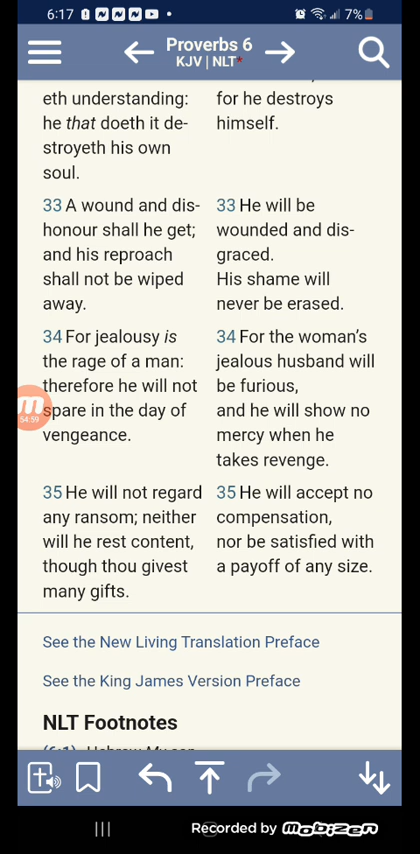 6:17
7%
Proverbs 6
KJV | NLT*
eth understanding:
he that doeth it de-
stroyeth his own
soul.
33 A wound and dis-
honour shall he get;
and his reproach
shall not be wiped
away.
34 For jealousy is
the rage of a man:
therefore he will not
spare in the day of
vengeance.
35 He will not regard
any ransom; neither
will he rest content,
though thou givest
many gifts.
for he destroys
himself.
33 He will be
wounded and dis-
graced.
His shame will
never be erased.
34 For the woman's
jealous husband will
be furious,
and he will show no
mercy when he
takes revenge.
35 He will accept no
compensation,
nor be satisfied with
a payoff of any size.
m
54:59
See the New Living Translation Preface
See the King James Version Preface
NLT Footnotes
(6:1) Hebrew My son
Recorded by mobizen